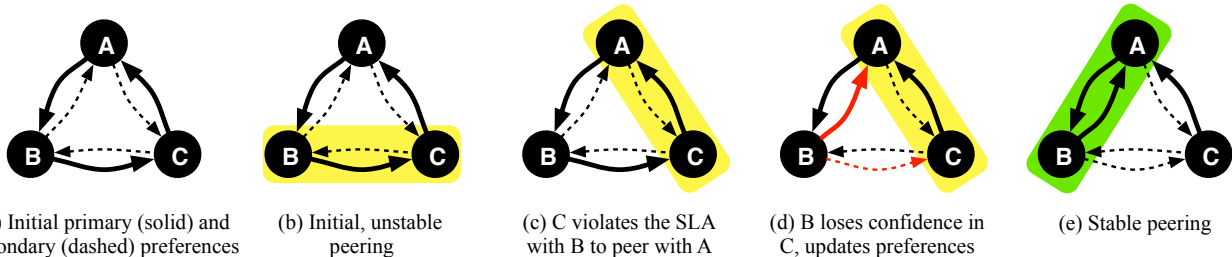 A
B
C
A
B
C
A
B
C
A
B
C
A
B
C
) Initial primary (solid) and
ondary (dashed) preferences
(b) Initial, unstable
peering
(c) C violates the SLA
with B to peer with A
(d) B loses confidence in
C, updates preferences
(e) Stable peering